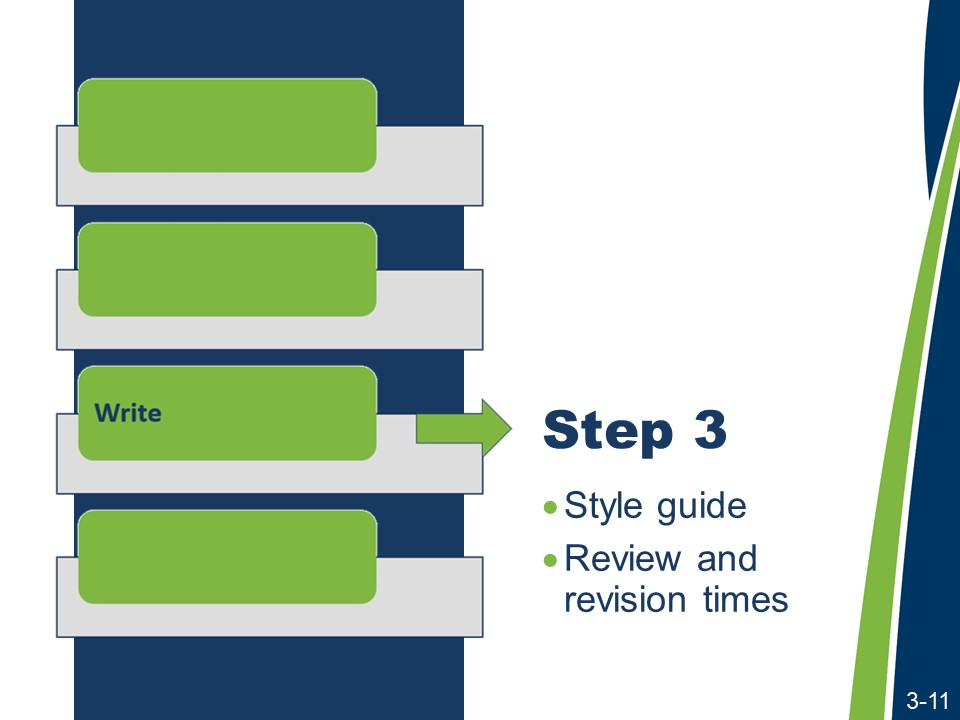 Write
Step 3
• Style guide
• Review and
revision times
3-11